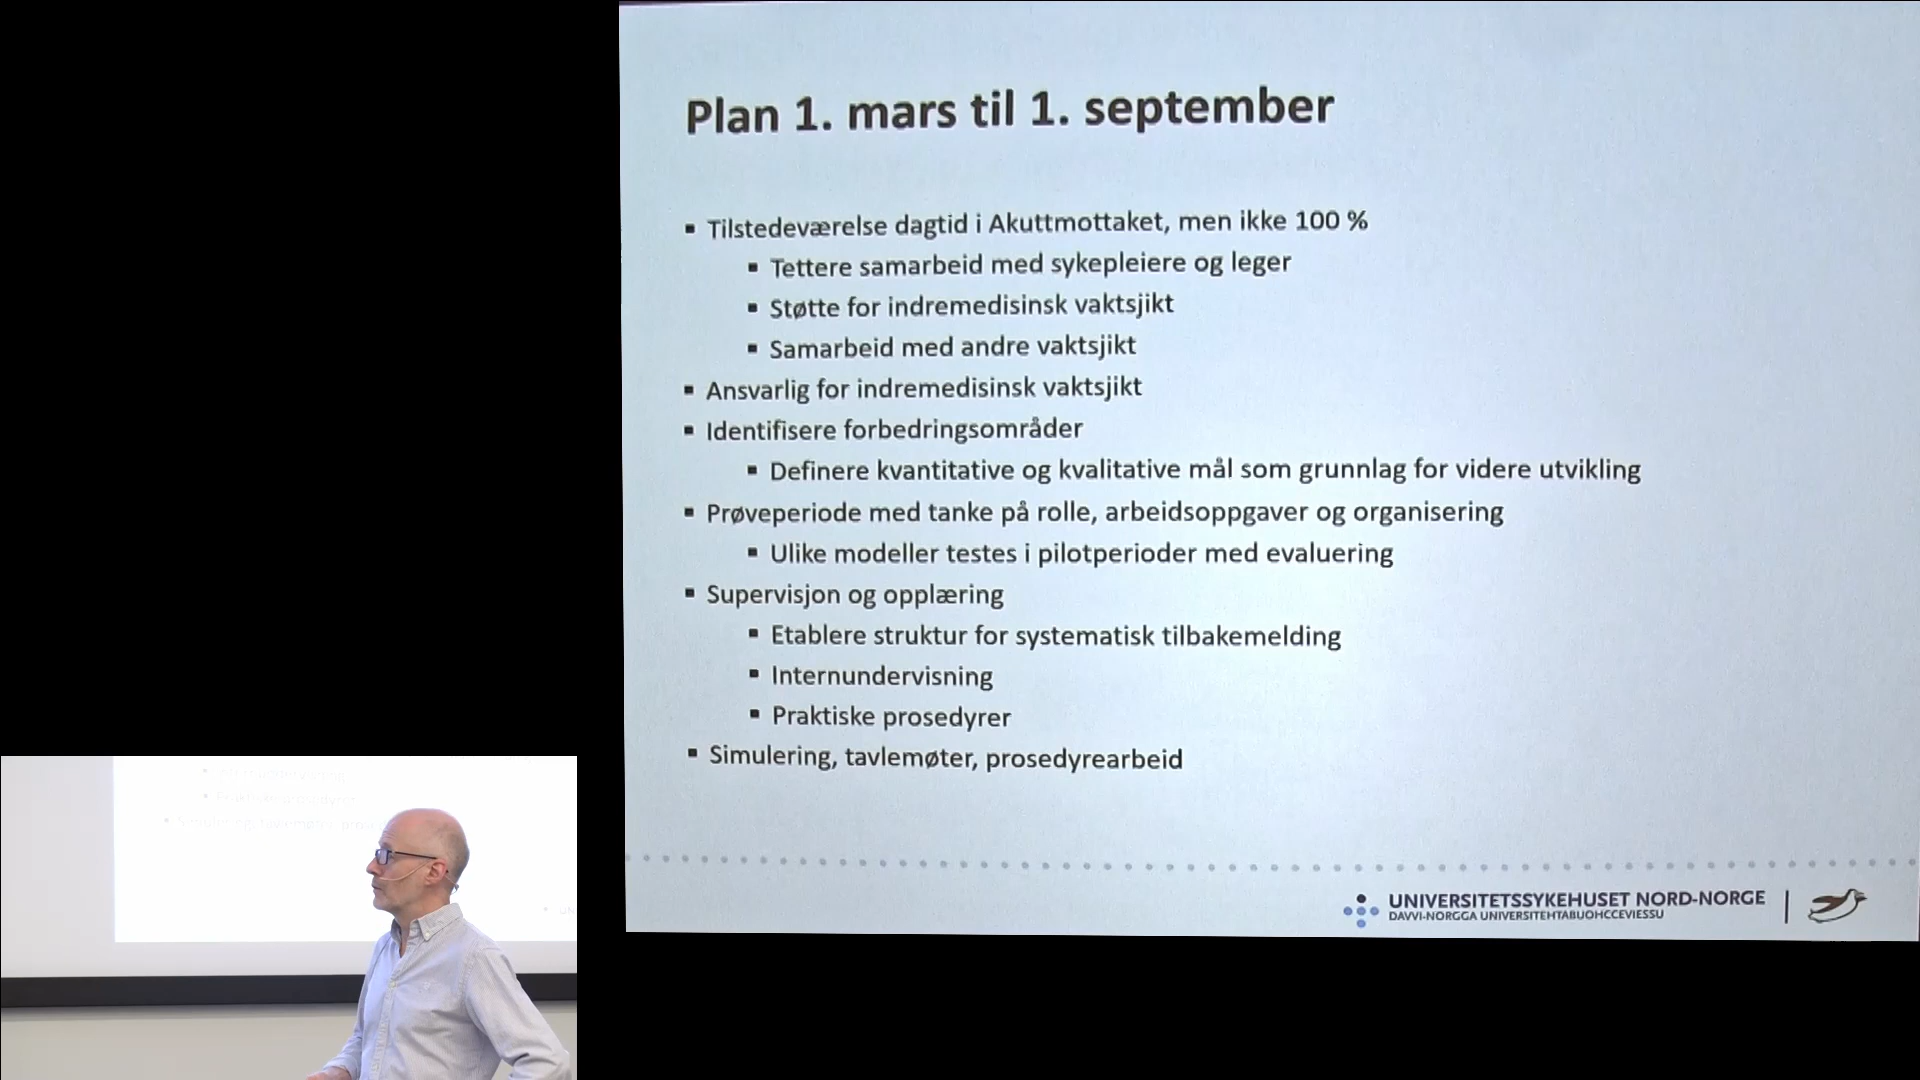 Plan 1. mars til 1. september
▪ Tilstedeværelse dagtid i Akuttmottaket, men ikke 100 %
▪ Tettere samarbeid med sykepleiere og leger
▪ Støtte for indremedisinsk vaktsjikt
▪ Samarbeid med andre vaktsjikt
▪ Ansvarlig for indremedisinsk vaktsjikt
▪ Identifisere forbedringsområder
▪ Definere kvantitative og kvalitative mål som grunnlag for videre utvikling
▪ Prøveperiode med tanke på rolle, arbeidsoppgaver og organisering
▪ Ulike modeller testes i pilotperioder med evaluering
▪ Supervisjon og opplæring
▪ Etablere struktur for systematisk tilbakemelding
▪ Internundervisning
▪ Praktiske prosedyrer
▪ Simulering, tavlemøter, prosedyrearbeid
UNIVERSITETSSYKEHUSET NORD-NORGE
DAVVI-NORGGA UNIVERSITEHTABUOHCCEVIESSU